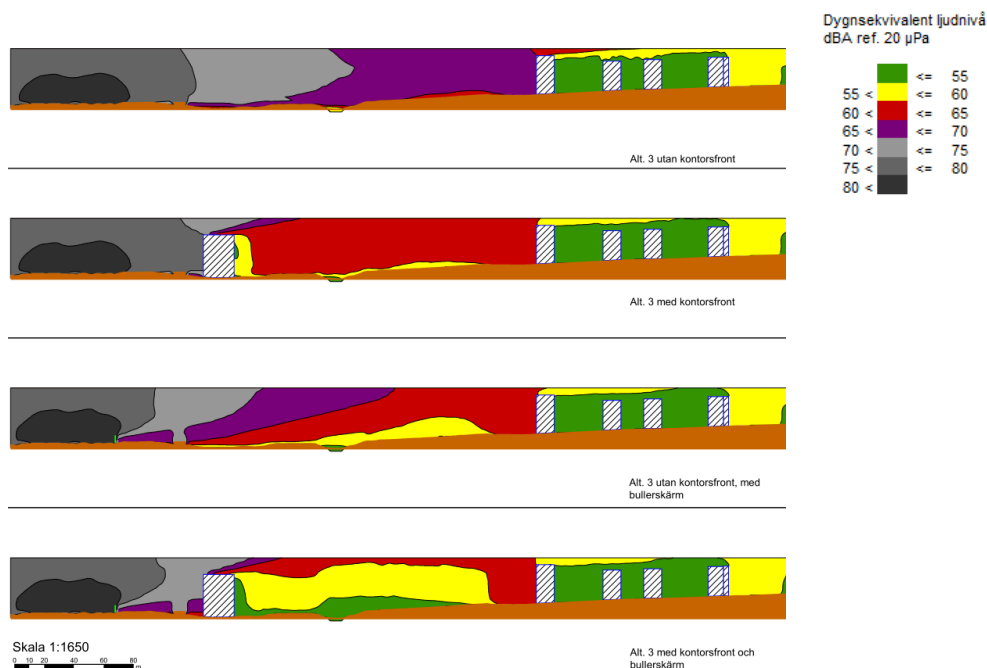 Dygnsekvivalent ljudnivå
dBA ref. 20 µPa
<= 55
55 < <= 60
60 < <= 65
65 < <= 70
70 < <= 75
75 < <= 80
80 <
Alt. 3 utan kontorsfront
Alt. 3 med kontorsfront
Alt. 3 utan kontorsfront, med
bullerskärm
Alt. 3 med kontorsfront och
bullerskärm
Skala 1:1650
0 10 20 40 60 80
m